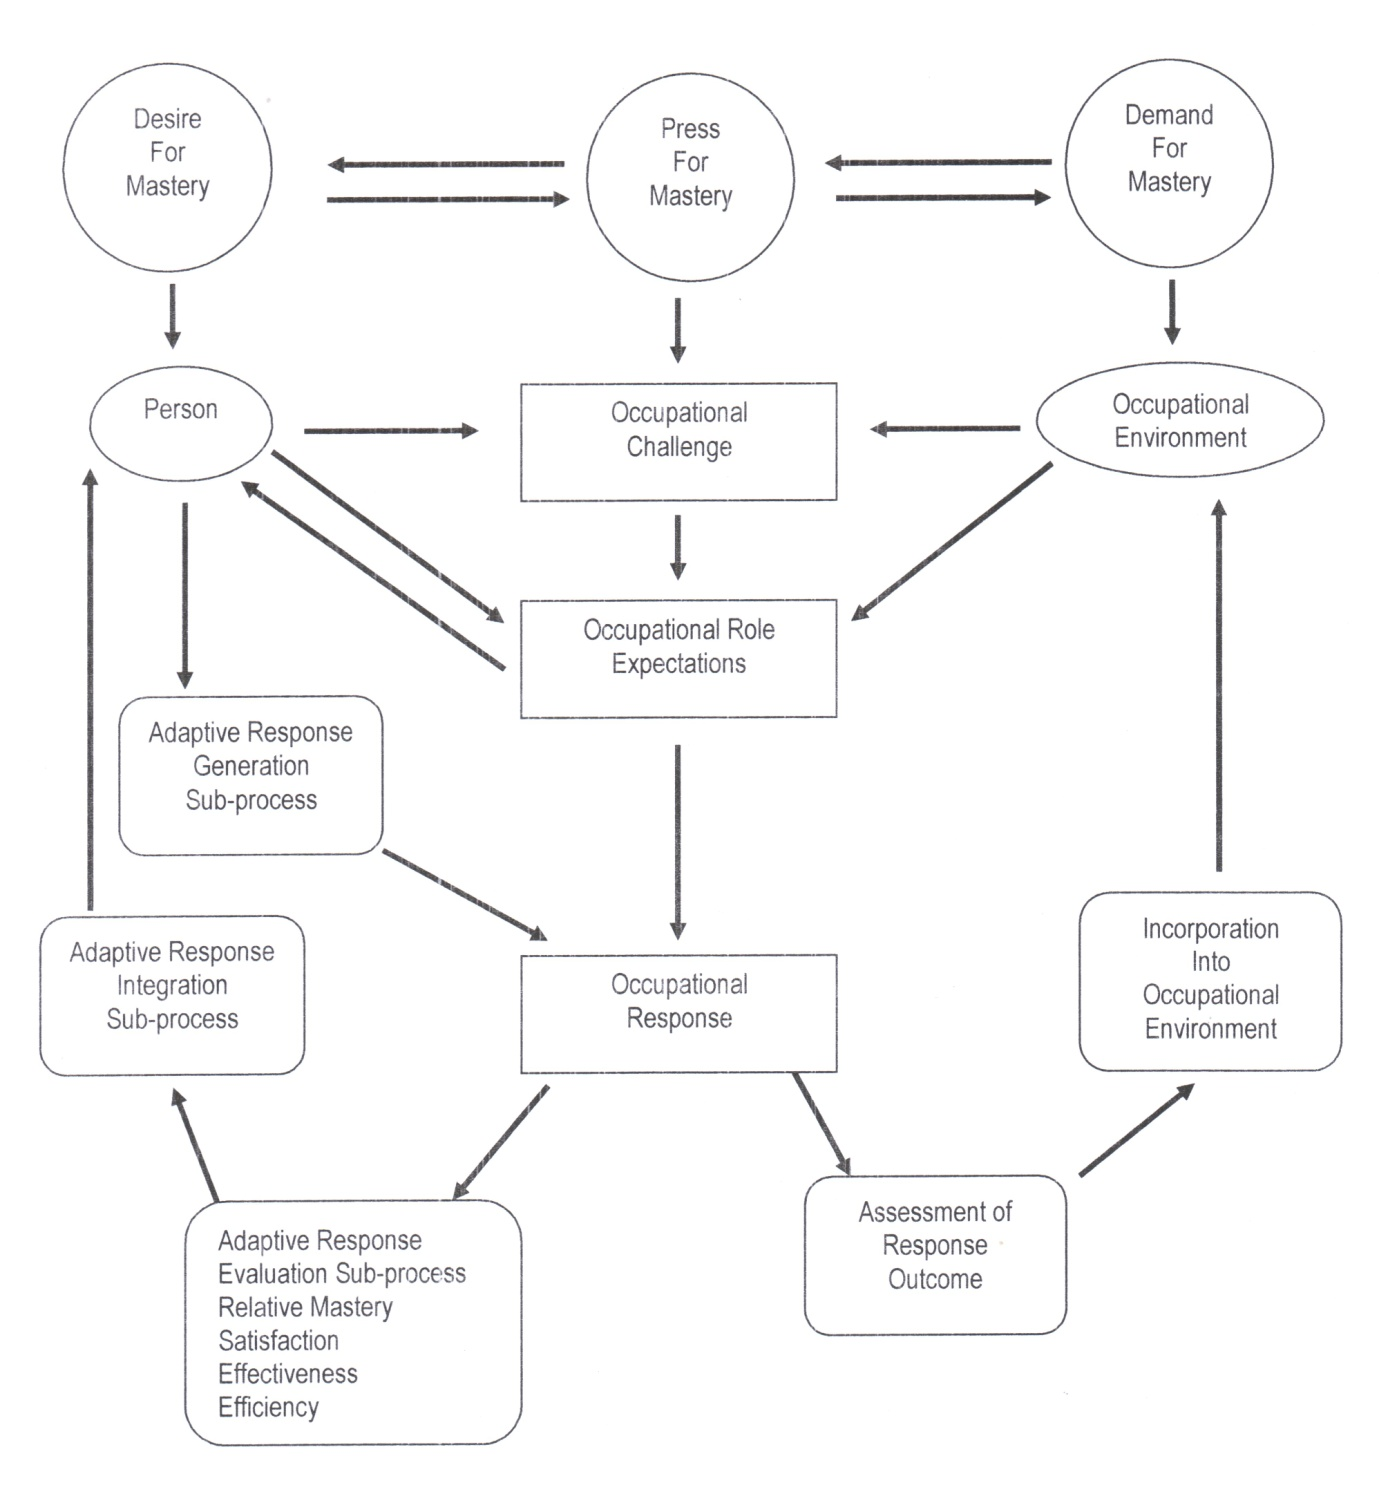 Desire
For
Mastery
Press
For
Mastery
Demand
For
Mastery
Person
Occupational
Challenge
Occupational
Environment
Occupational Role
Expectations
Adaptive Response
Generation
Sub-process
Adaptive Response
Integration
Sub-process
Occupational
Response
Incorporation
Into
Occupational
Environment
Adaptive Response
Evaluation Sub-process
Relative Mastery
Satisfaction
Effectiveness
Efficiency
Assessment of
Response
Outcome